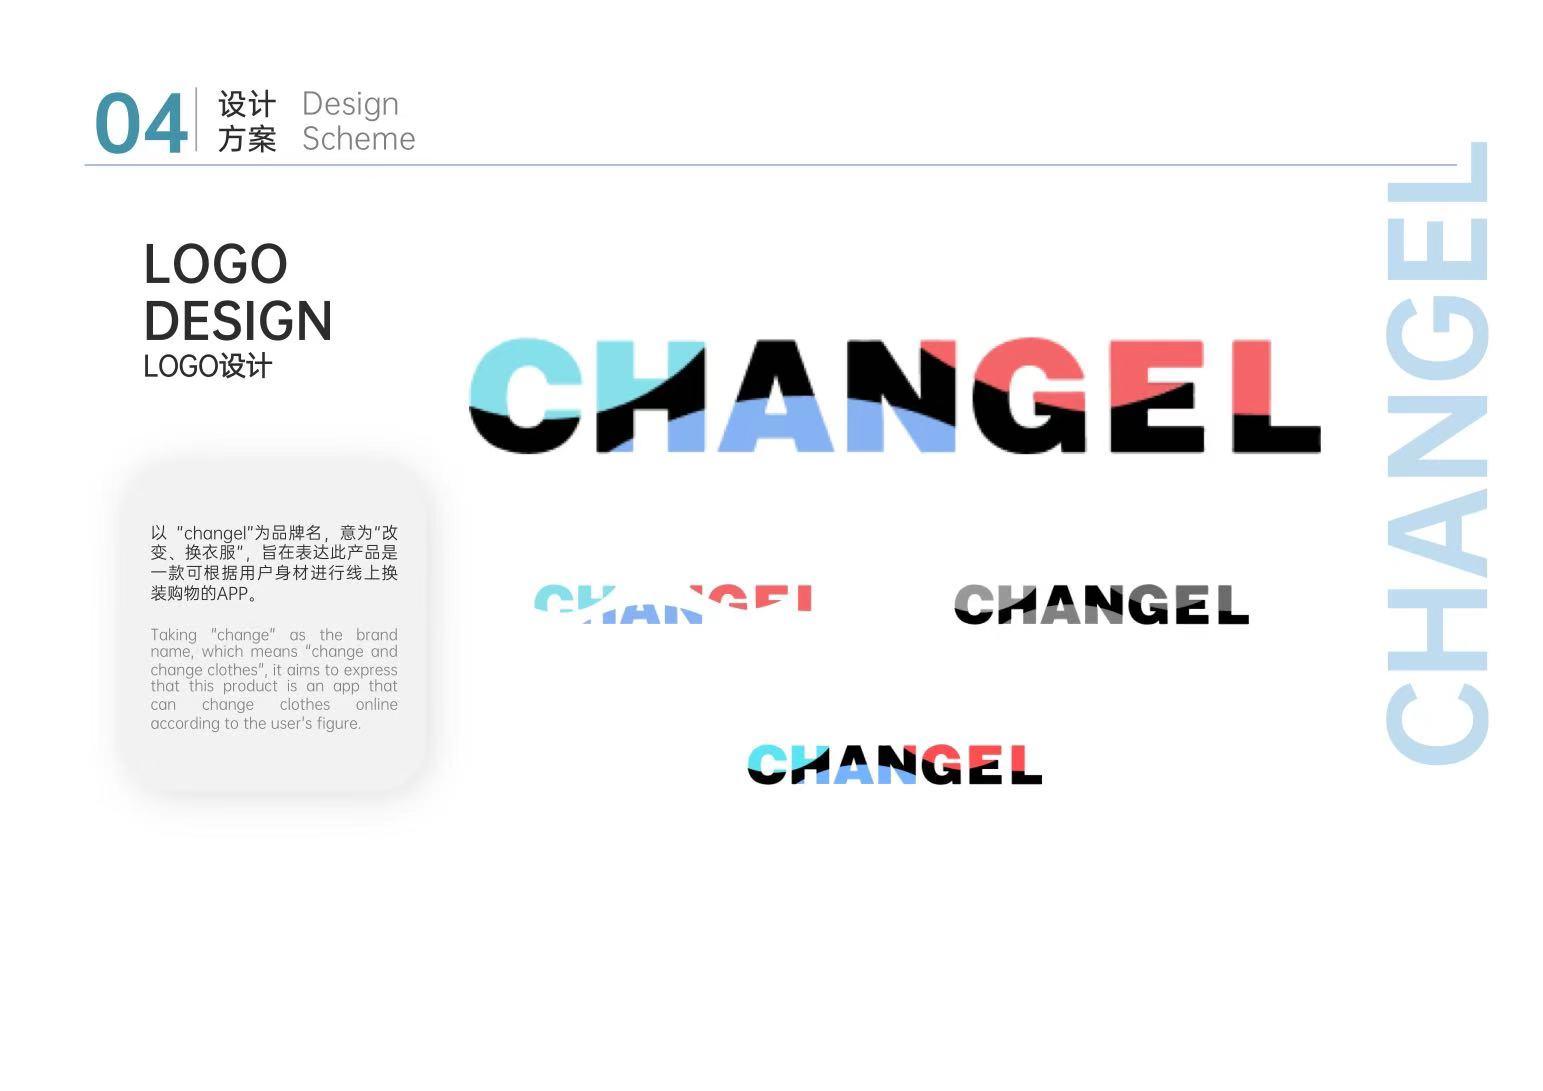 04
设计
方案
Design
Scheme
LOGO
DESIGN
LOGO设计
以 “changel”为品牌名，意为“改
变、换衣服”，旨在表达此产品是
一款可根据用户身材进行线上换
装购物的APP。
Taking “change” as the brand
name, which means “change and
change clothes”, it aims to express
that this product is an app that
can change clothes online
according to the user's figure.
CHANGEL
CHANGEL
CHANGEL
CHANGEL
CHANGEL